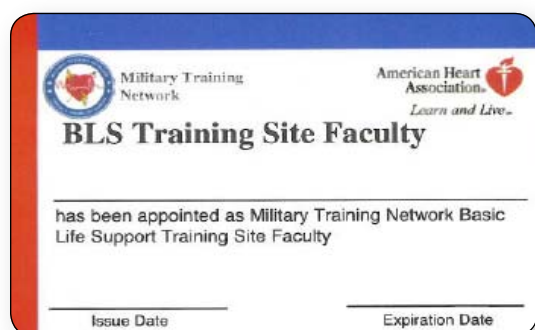 Military Training
Network
American Heart
Association®
Learn and Live℠
BLS Training Site Faculty
has been appointed as Military Training Network Basic
Life Support Training Site Faculty
Issue Date
Expiration Date